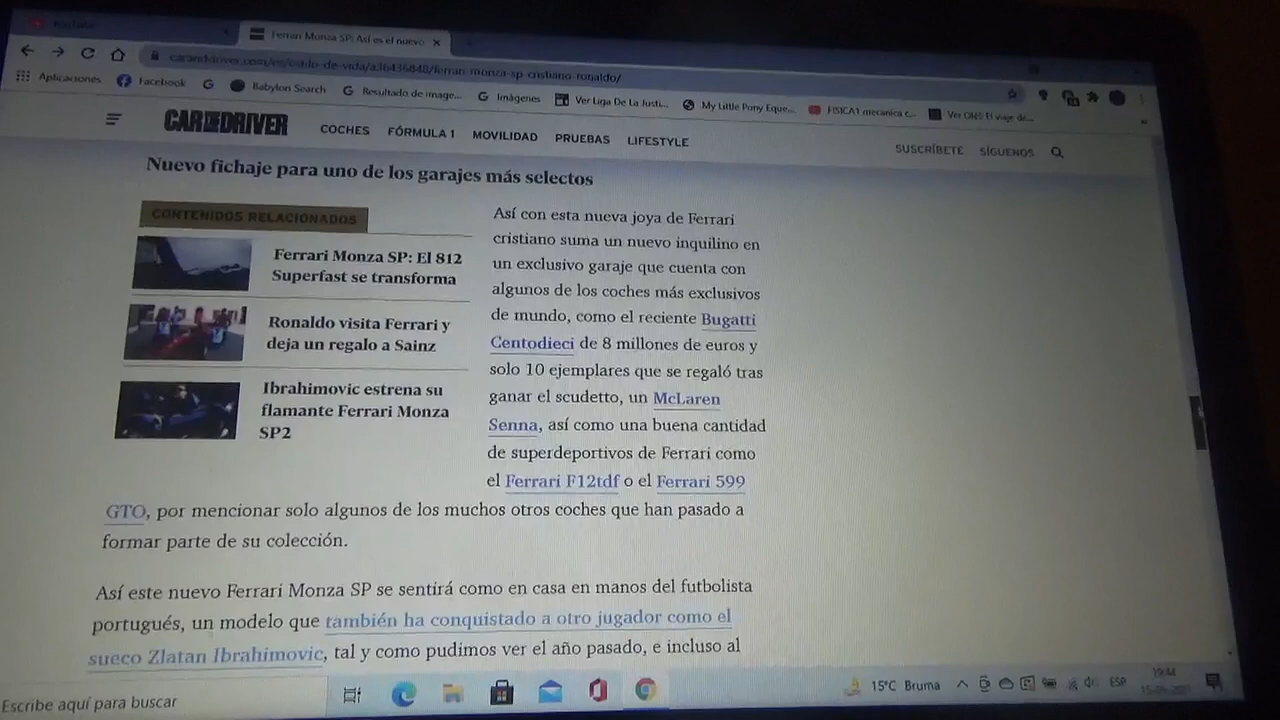 Ferrari Monza SP: Así es el nuevo
caranddriver.com/es/estilo-de-vida/a36436848/ferrari-monza-sp-cristiano-ronaldo/
Aplicaciones
Facebook
Babylon Search
Resultado de image...
Imágenes
Ver Liga De La Justi...
My Little Pony Eque...
FISICA1 mecanica c...
CAR AND DRIVER
COCHES
FÓRMULA 1
MOVILIDAD
PRUEBAS
LIFESTYLE
SUSCRÍBETE
SÍGUENOS
Nuevo fichaje para uno de los garajes más selectos
CONTENIDOS RELACIONADOS
Ferrari Monza SP: El 812
Superfast se transforma
Ronaldo visita Ferrari y
deja un regalo a Sainz
Ibrahimovic estrena su
flamante Ferrari Monza
SP2
Así con esta nueva joya de Ferrari
cristiano suma un nuevo inquilino en
un exclusivo garaje que cuenta con
algunos de los coches más exclusivos
de mundo, como el reciente Bugatti
Centodieci de 8 millones de euros y
solo 10 ejemplares que se regaló tras
ganar el scudetto, un McLaren
Senna, así como una buena cantidad
de superdeportivos de Ferrari como
el Ferrari F12tdf o el Ferrari 599
GTO, por mencionar solo algunos de los muchos otros coches que han pasado a
formar parte de su colección.
Así este nuevo Ferrari Monza SP se sentirá como en casa en manos del futbolista
portugués, un modelo que también ha conquistado a otro jugador como el
sueco Zlatan Ibrahimovic, tal y como pudimos ver el año pasado, e incluso al
Escribe aquí para buscar
15°C Bruma
ESP
19:44